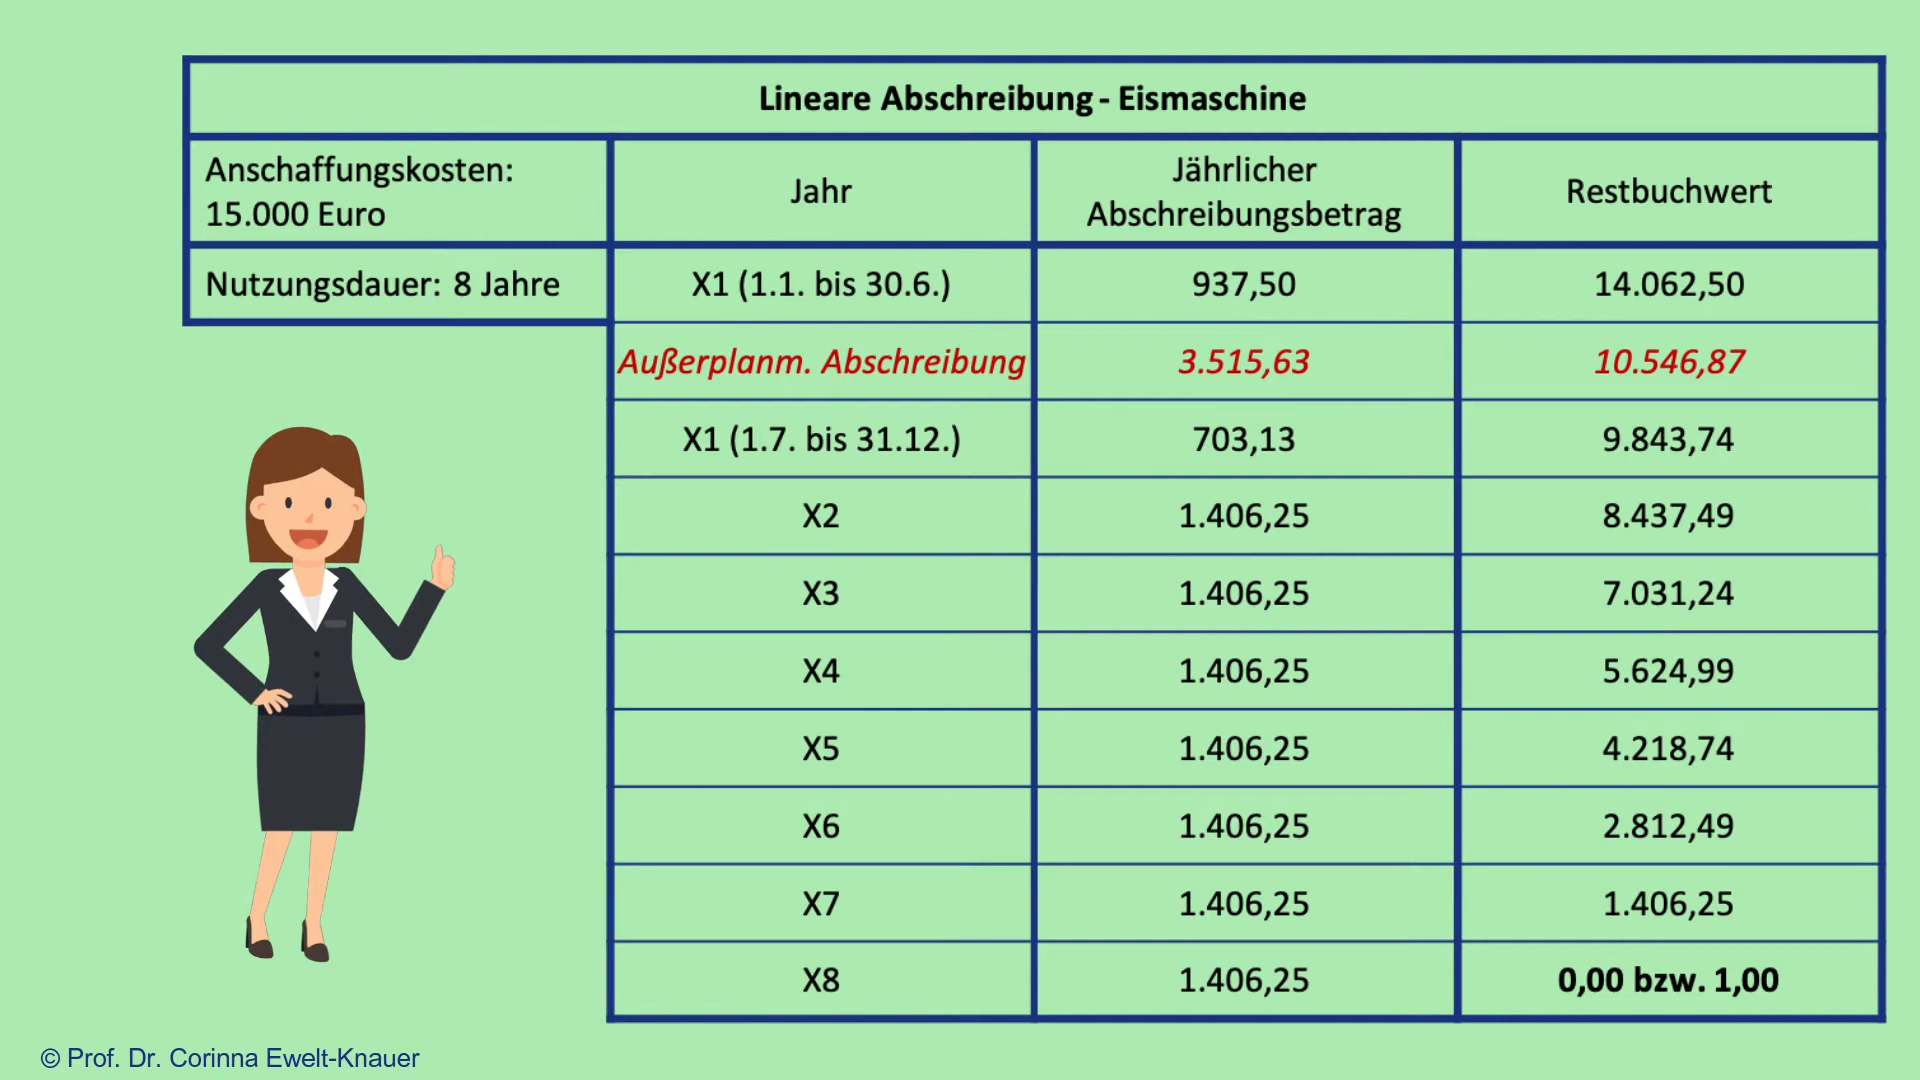 Lineare Abschreibung - Eismaschine
Anschaffungskosten:
15.000 Euro
Jahr
Jährlicher
Abschreibungsbetrag
Restbuchwert
Nutzungsdauer: 8 Jahre
X1 (1.1. bis 30.6.)
937,50
14.062,50
Außerplanm. Abschreibung
3.515,63
10.546,87
X1 (1.7. bis 31.12.)
703,13
9.843,74
X2
1.406,25
8.437,49
X3
1.406,25
7.031,24
X4
1.406,25
5.624,99
X5
1.406,25
4.218,74
X6
1.406,25
2.812,49
X7
1.406,25
1.406,25
X8
1.406,25
0,00 bzw. 1,00
© Prof. Dr. Corinna Ewelt-Knauer